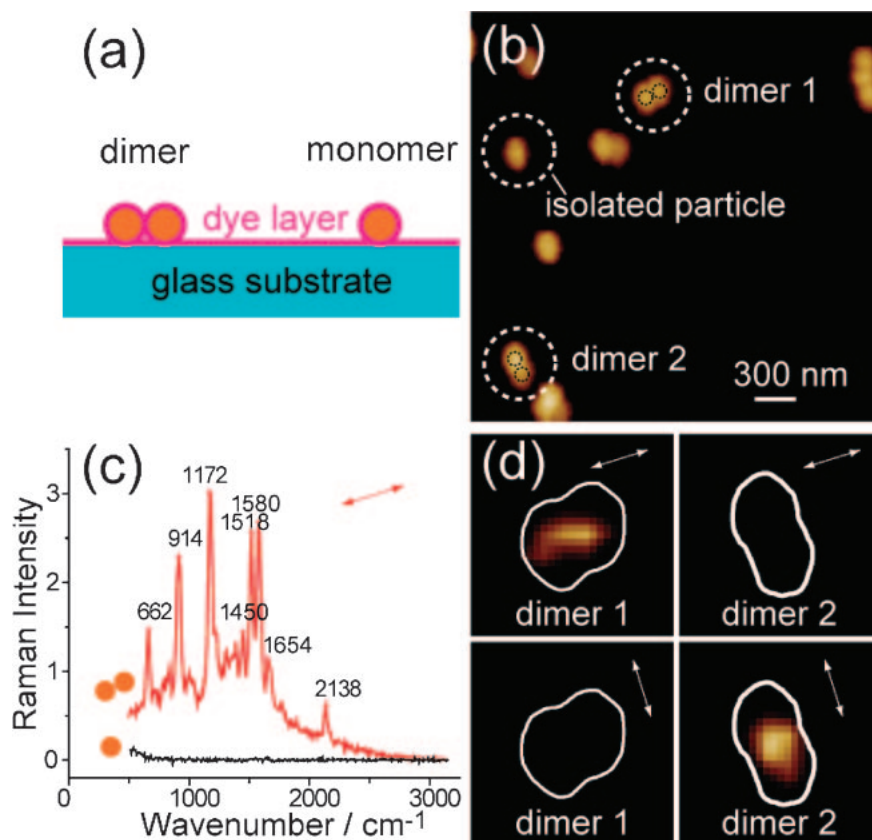 (a)
dimer
monomer
dye layer
glass substrate
(b)
dimer 1
isolated particle
dimer 2
300 nm
(c)
Raman Intensity
3
2
1
0
662
914
1172
1450
1518
1580
1654
2138
0
1000
2000
3000
Wavenumber / cm-1
(d)
dimer 1
dimer 2
dimer 1
dimer 2